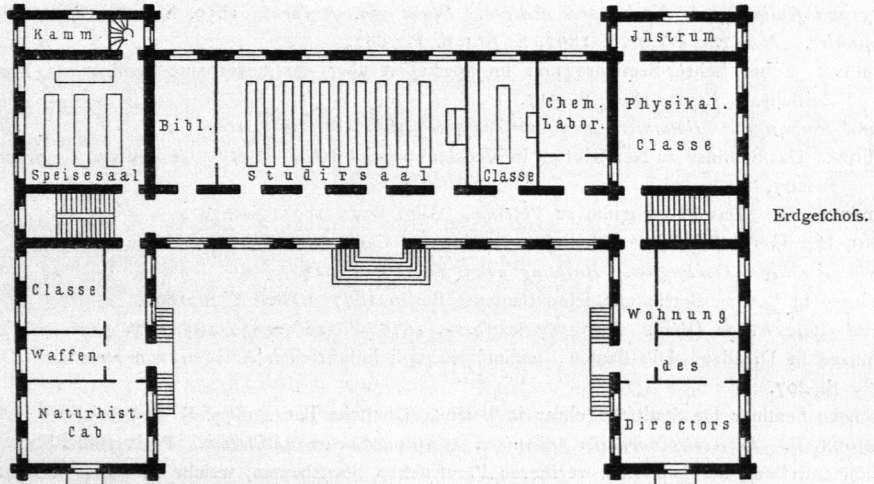 Kamm
Jnstrum
Bibl.
Chem.
Labor.
Physikal.
Classe
Speisesaal
Studirsaal
Classe
Erdgeſchoſs.
Classe
Wohnung
Waffen
des
Naturhist.
Cab
Directors